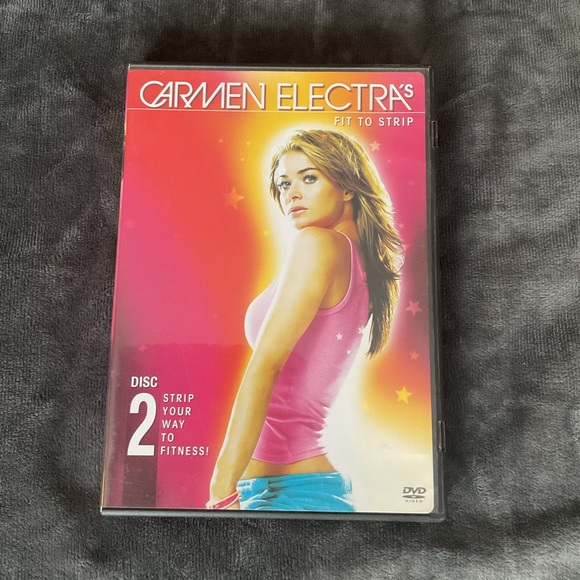 CARMEN ELECTRA'S
FIT TO STRIP
DISC
2
STRIP
YOUR
WAY
TO
FITNESS!
DVD
VIDEO